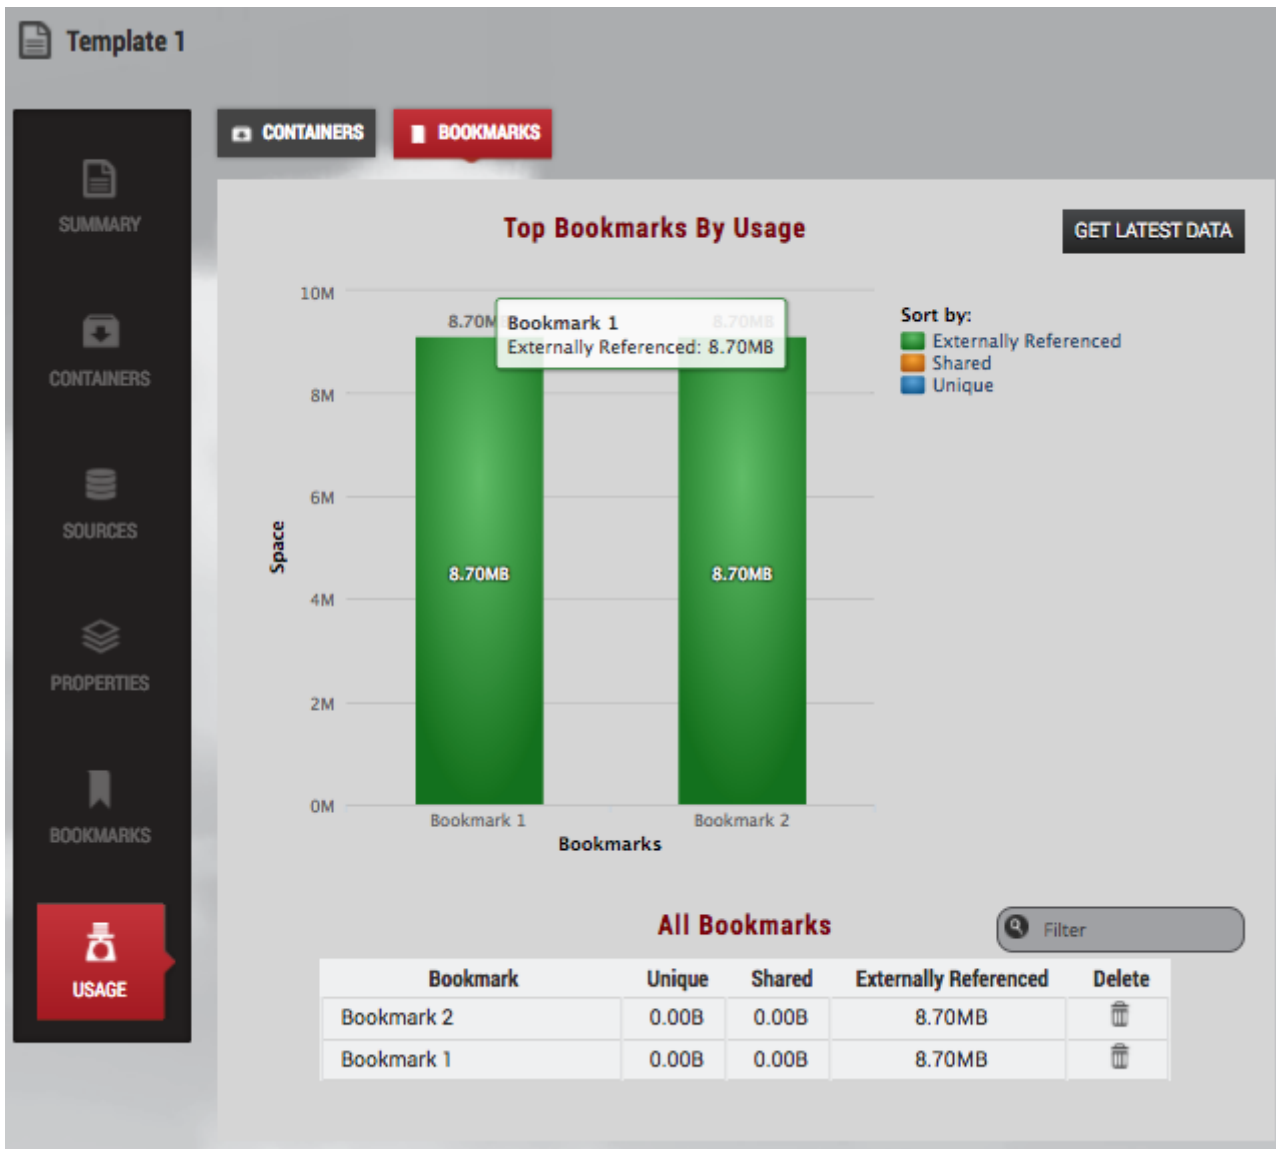 Template 1
CONTAINERS
BOOKMARKS
SUMMARY
CONTAINERS
SOURCES
PROPERTIES
BOOKMARKS
USAGE
Top Bookmarks By Usage
GET LATEST DATA
10M
8M
6M
4M
2M
0M
Space
8.70M
8.70MB
Bookmark 1
Externally Referenced: 8.70MB
8.70MB
8.70MB
Bookmark 1
Bookmark 2
Bookmarks
Sort by:
Externally Referenced
Shared
Unique
All Bookmarks
Filter
Bookmark Unique Shared Externally Referenced Delete
Bookmark 2 0.00B 0.00B 8.70MB
Bookmark 1 0.00B 0.00B 8.70MB